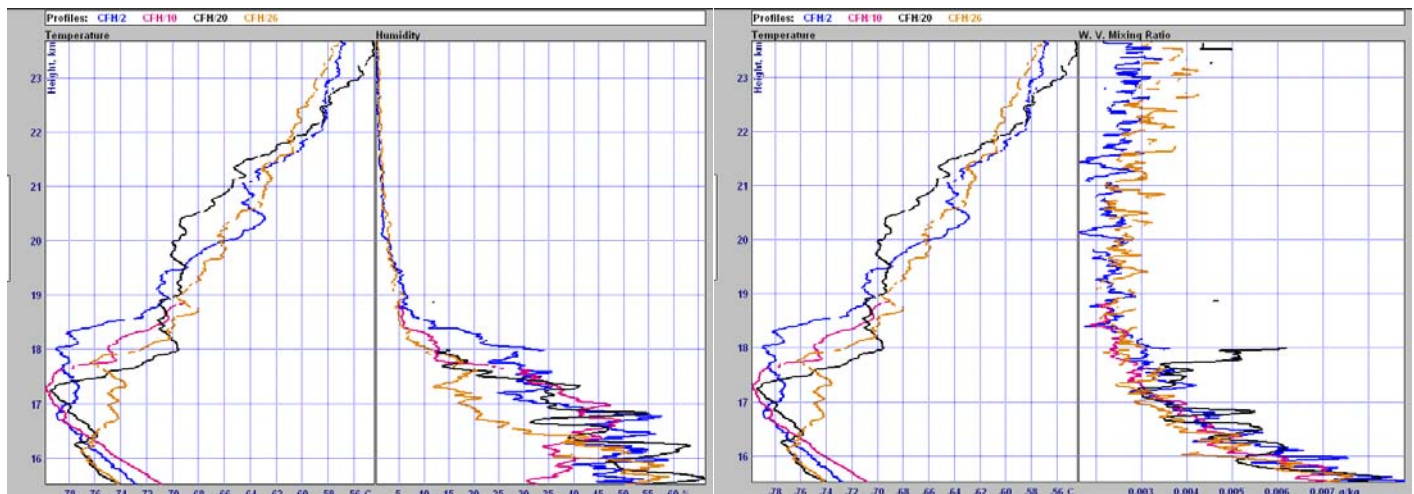 Profiles: CFH/2 CFH/10 CFH/20 CFH/26
Temperature Humidity
Height, km
23
22
21
20
19
18
17
16
-78 -76 -74 -72 -70 -68 -66 -64 -62 -60 -58 -56 C 5 10 15 20 25 30 35 40 45 50 55 60 %
Profiles: CFH/2 CFH/10 CFH/20 CFH/26
Temperature W. V. Mixing Ratio
Height, km
23
22
21
20
19
18
17
16
-78 -76 -74 -72 -70 -68 -66 -64 -62 -60 -58 -56 C 0.003 0.004 0.005 0.006 0.007 g/kg